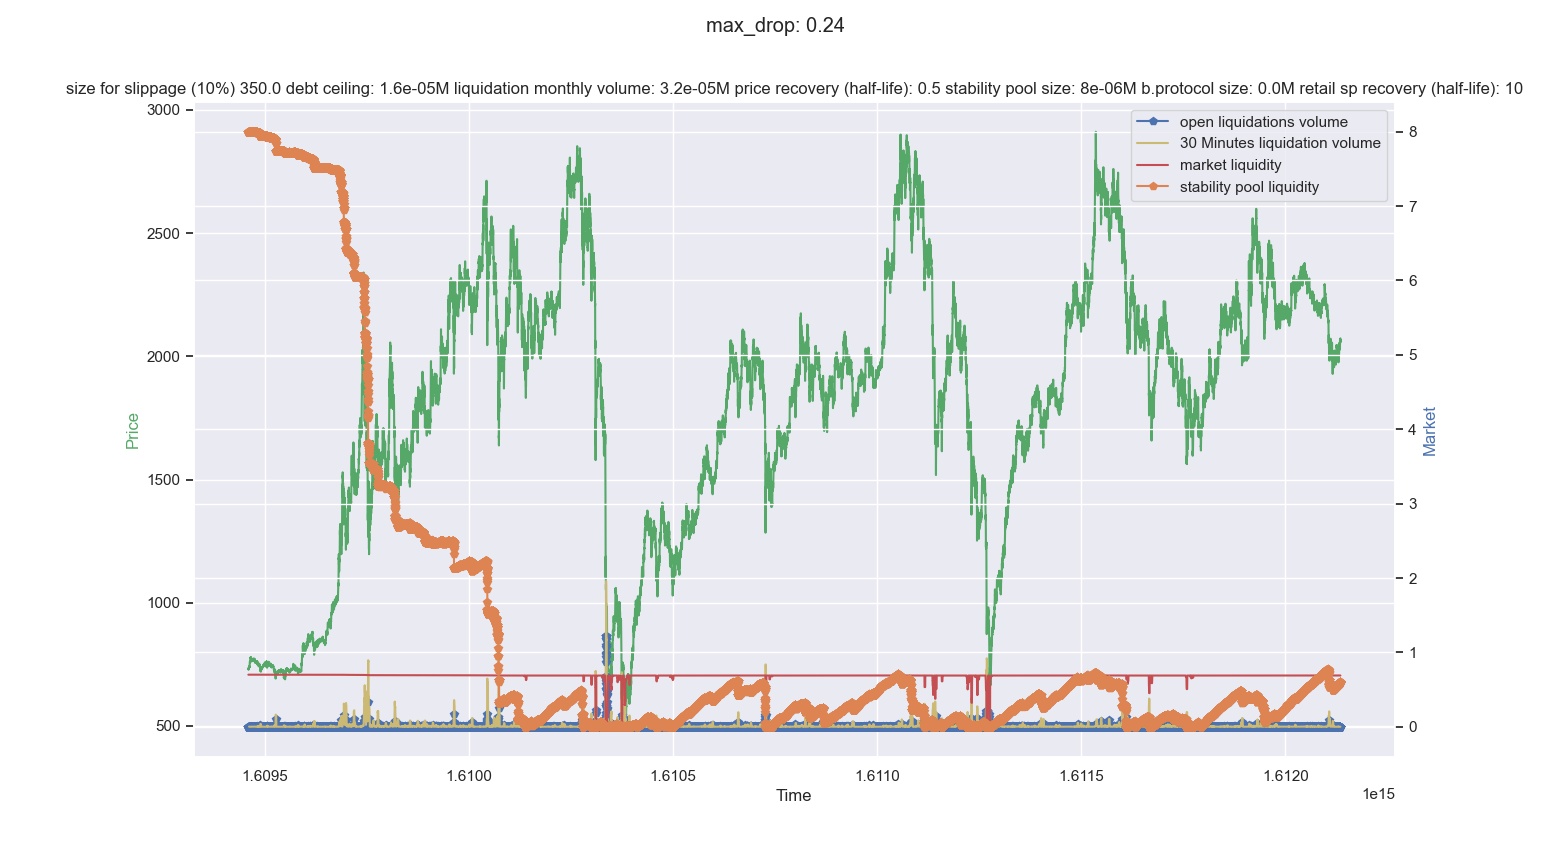 max_drop: 0.24
size for slippage (10%) 350.0 debt ceiling: 1.6e-05M liquidation monthly volume: 3.2e-05M price recovery (half-life): 0.5 stability pool size: 8e-06M b.protocol size: 0.0M retail sp recovery (half-life): 10
open liquidations volume
30 Minutes liquidation volume
market liquidity
stability pool liquidity
3000
2500
2000
1500
1000
500
Price
8
7
6
5
4
3
2
1
0
Market
1.6095 1.6100 1.6105 1.6110 1.6115 1.6120
1e15
Time